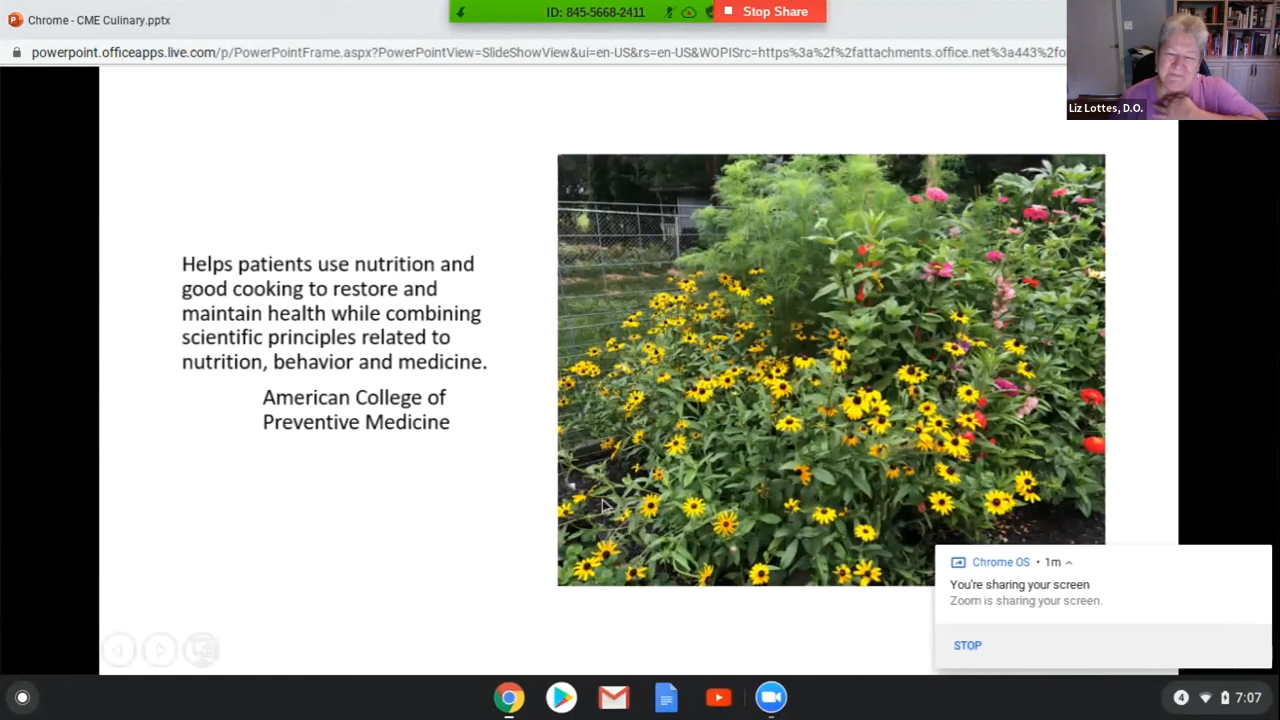 Chrome - CME Culinary.pptx
ID: 845-5668-2411
Stop Share
powerpoint.officeapps.live.com/p/PowerPointFrame.aspx?PowerPointView=SlideShowView&ui=en-US&rs=en-US&WOPISrc=https%3a%2f%2fattachments.office.net%3a443%2fo
Liz Lottes, D.O.
Helps patients use nutrition and
good cooking to restore and
maintain health while combining
scientific principles related to
nutrition, behavior and medicine.
American College of
Preventive Medicine
Chrome OS • 1m
You're sharing your screen
Zoom is sharing your screen.
STOP
4
7:07